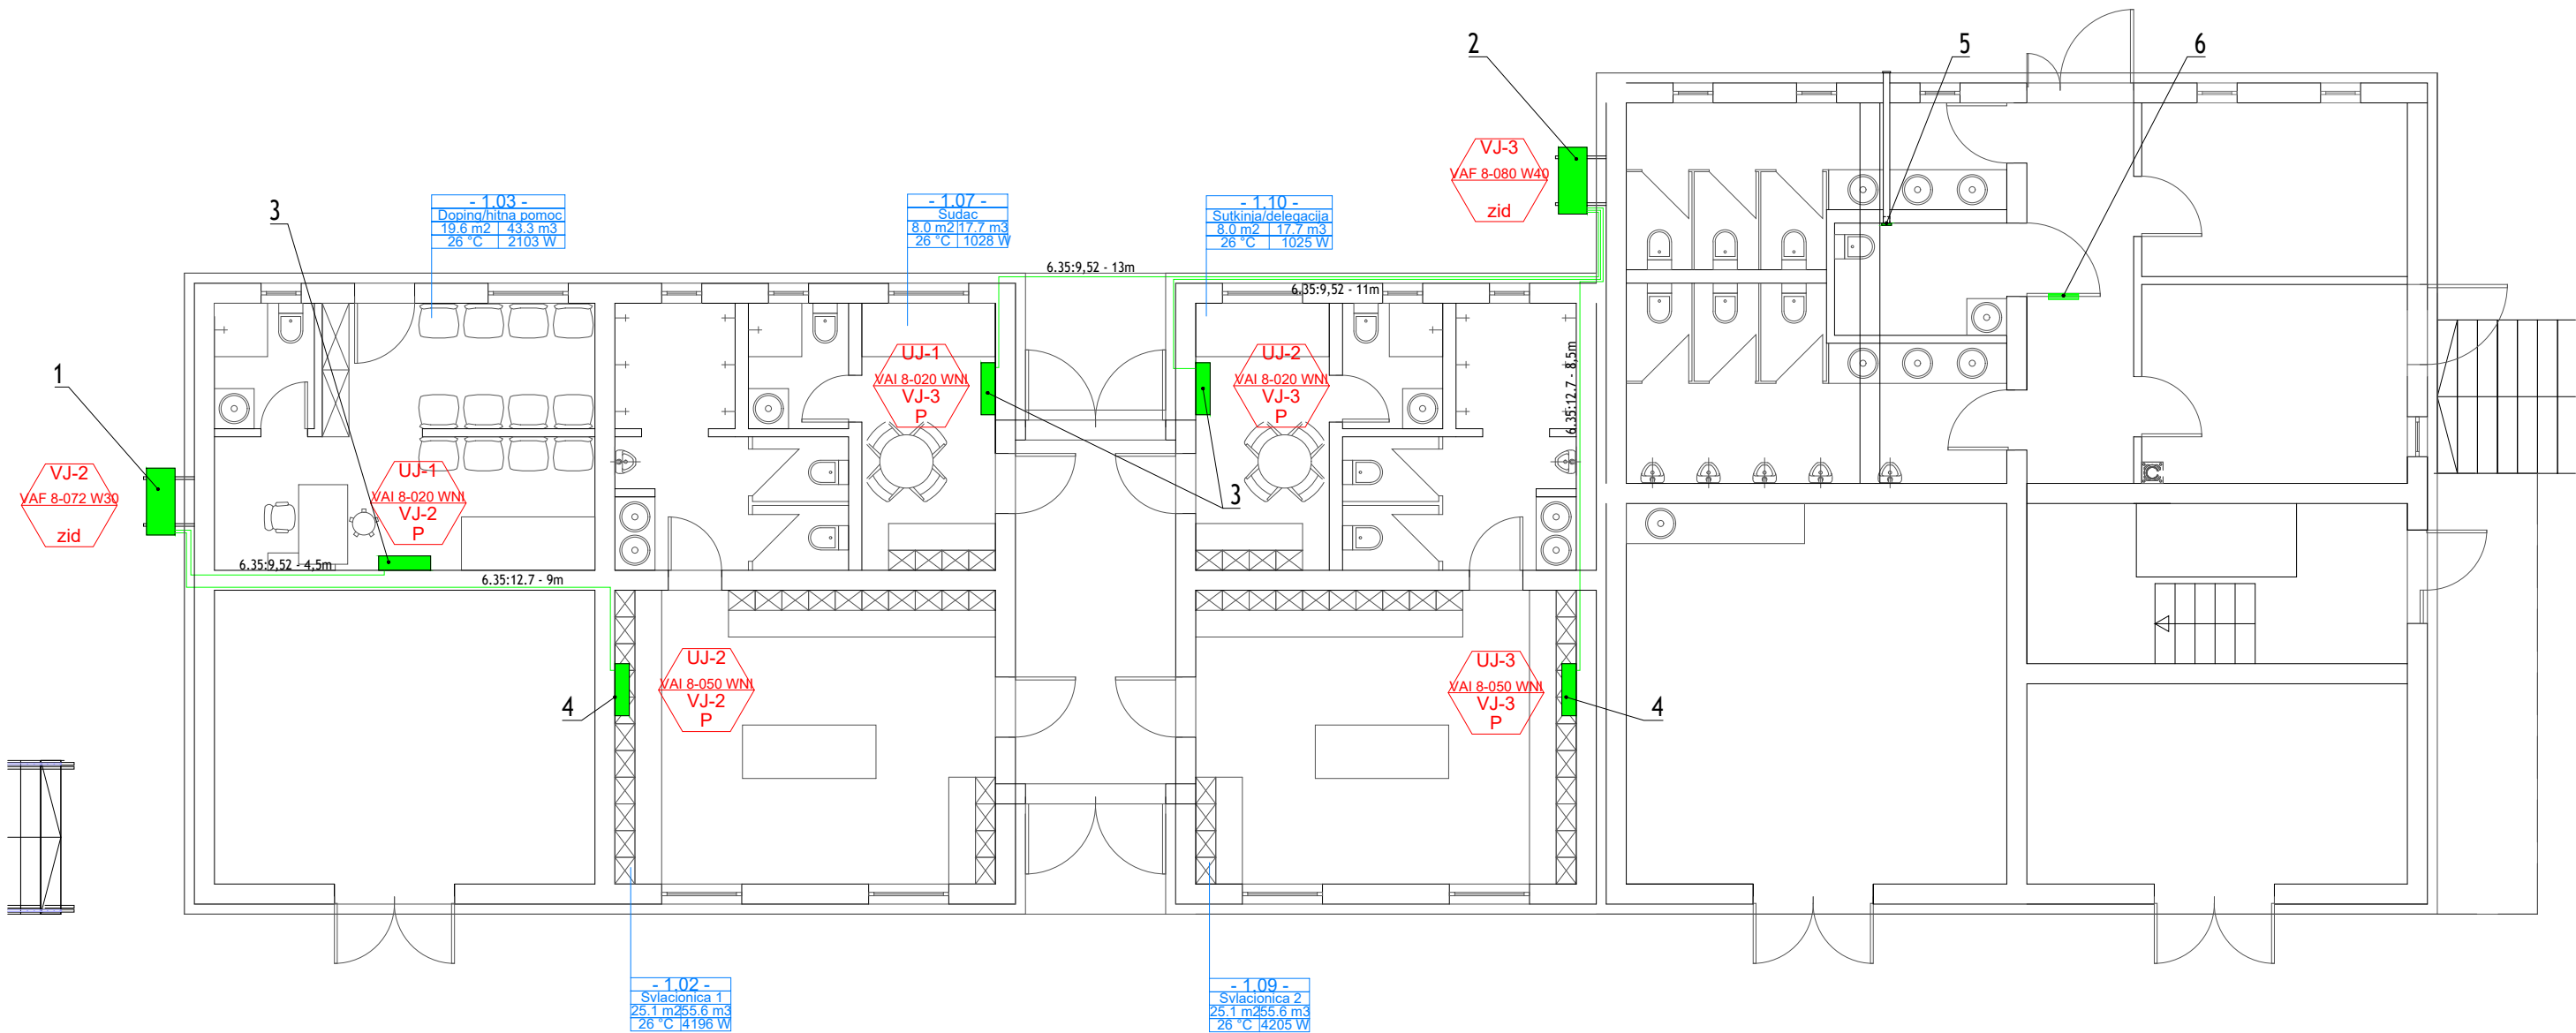 2
5
6
VJ-3
VAF 8-080 W40
zid
- 1.03 -
Doping/hitna pomoc
19.6 m2 43.3 m3
26 °C 2103 W
- 1.07 -
Sudac
8.0 m2 17.7 m3
26 °C 1028 W
- 1.10 -
Sutkinja/delegacija
8.0 m2 17.7 m3
26 °C 1025 W
3
6.35:9,52 - 13m
6.35:9,52 - 11m
6.35:12.7 - 8,5m
1
UJ-1
VAI 8-020 WNI
VJ-3
P
UJ-2
VAI 8-020 WNI
VJ-3
P
VJ-2
VAF 8-072 W30
zid
UJ-1
VAI 8-020 WNI
VJ-2
P
3
6.35:9,52 - 4,5m
6.35:12.7 - 9m
4
UJ-2
VAI 8-050 WNI
VJ-2
P
UJ-3
VAI 8-050 WNI
VJ-3
P
4
- 1.02 -
Svlacionica 1
25.1 m2 55.6 m3
26 °C 4196 W
- 1.09 -
Svlacionica 2
25.1 m2 55.6 m3
26 °C 4205 W